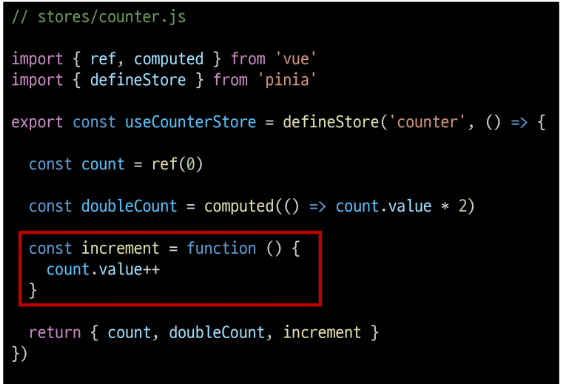 // stores/counter.js
import { ref, computed } from 'vue'
import { defineStore } from 'pinia'
export const useCounterStore = defineStore('counter', () => {
const count = ref(0)
const doubleCount = computed(() => count.value * 2)
const increment = function () {
count.value++
}
return { count, doubleCount, increment }
})